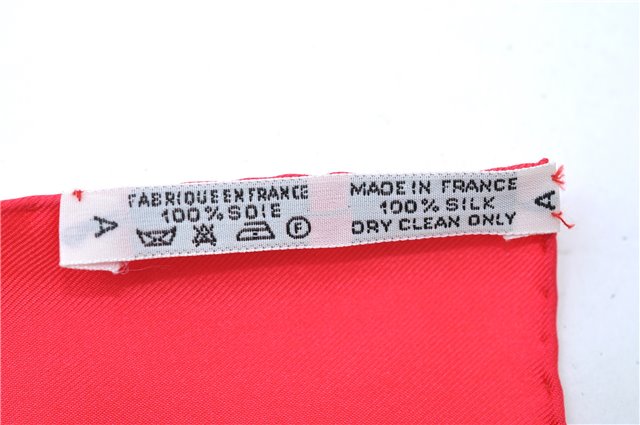 A
FABRIQUE EN FRANCE
100% SOIE
F
MADE IN FRANCE
100% SILK
DRY CLEAN ONLY
A